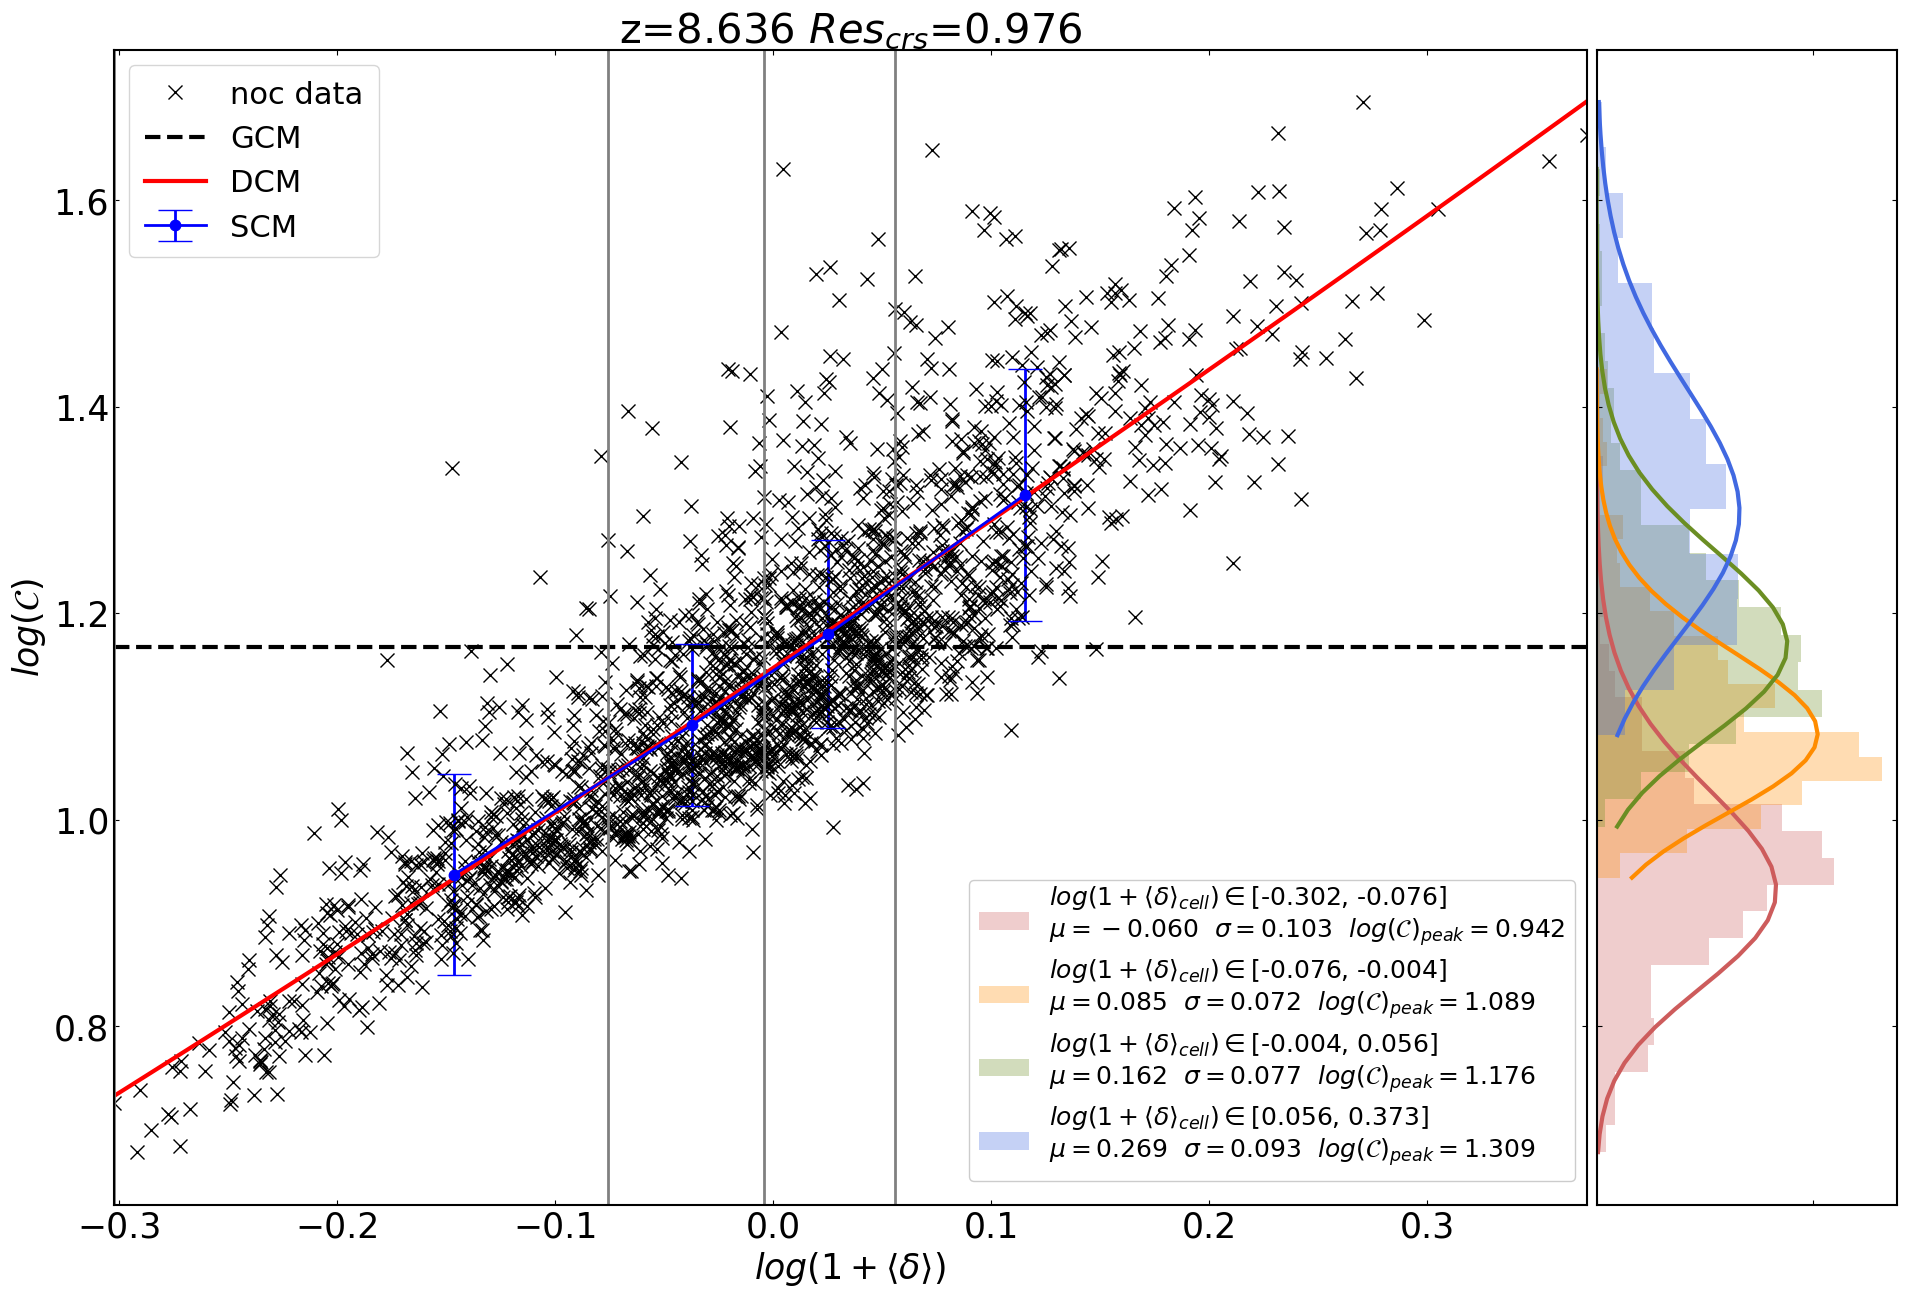 z=8.636 Res_crs=0.976
noc data
GCM
DCM
SCM
1.6
1.4
1.2
1.0
0.8
log(𝒞)
log(1 + ⟨δ⟩_cell) ∈ [-0.302, -0.076]
μ = −0.060 σ = 0.103 log(𝒞)_peak = 0.942
log(1 + ⟨δ⟩_cell) ∈ [-0.076, -0.004]
μ = 0.085 σ = 0.072 log(𝒞)_peak = 1.089
log(1 + ⟨δ⟩_cell) ∈ [-0.004, 0.056]
μ = 0.162 σ = 0.077 log(𝒞)_peak = 1.176
log(1 + ⟨δ⟩_cell) ∈ [0.056, 0.373]
μ = 0.269 σ = 0.093 log(𝒞)_peak = 1.309
−0.3 −0.2 −0.1 0.0 0.1 0.2 0.3
log(1 + ⟨δ⟩)